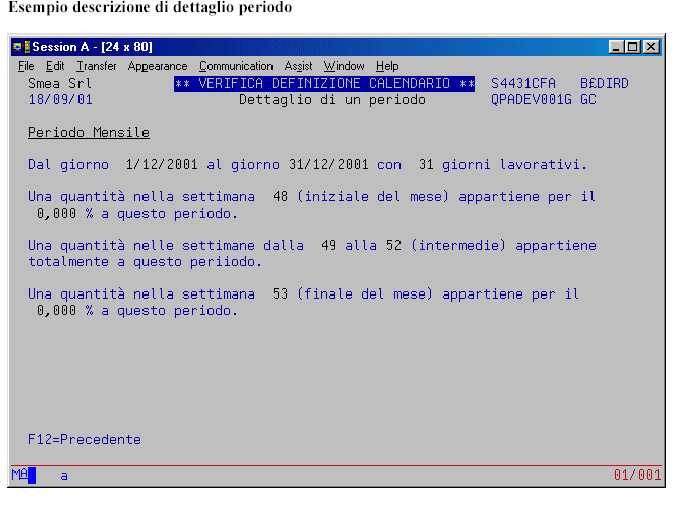 Esempio descrizione di dettaglio periodo
Session A - [24 x 80]
File Edit Transfer Appearance Communication Assist Window Help
Smea Srl ** VERIFICA DEFINIZIONE CALENDARIO ** S4431CFA B£DIRD
18/09/01 Dettaglio di un periodo QPADEV001G GC
Periodo Mensile
Dal giorno 1/12/2001 al giorno 31/12/2001 con 31 giorni lavorativi.
Una quantità nella settimana 48 (iniziale del mese) appartiene per il
0,000 % a questo periodo.
Una quantità nelle settimane dalla 49 alla 52 (intermedie) appartiene
totalmente a questo periiodo.
Una quantità nella settimana 53 (finale del mese) appartiene per il
0,000 % a questo periodo.
F12=Precedente
MA a 01/001